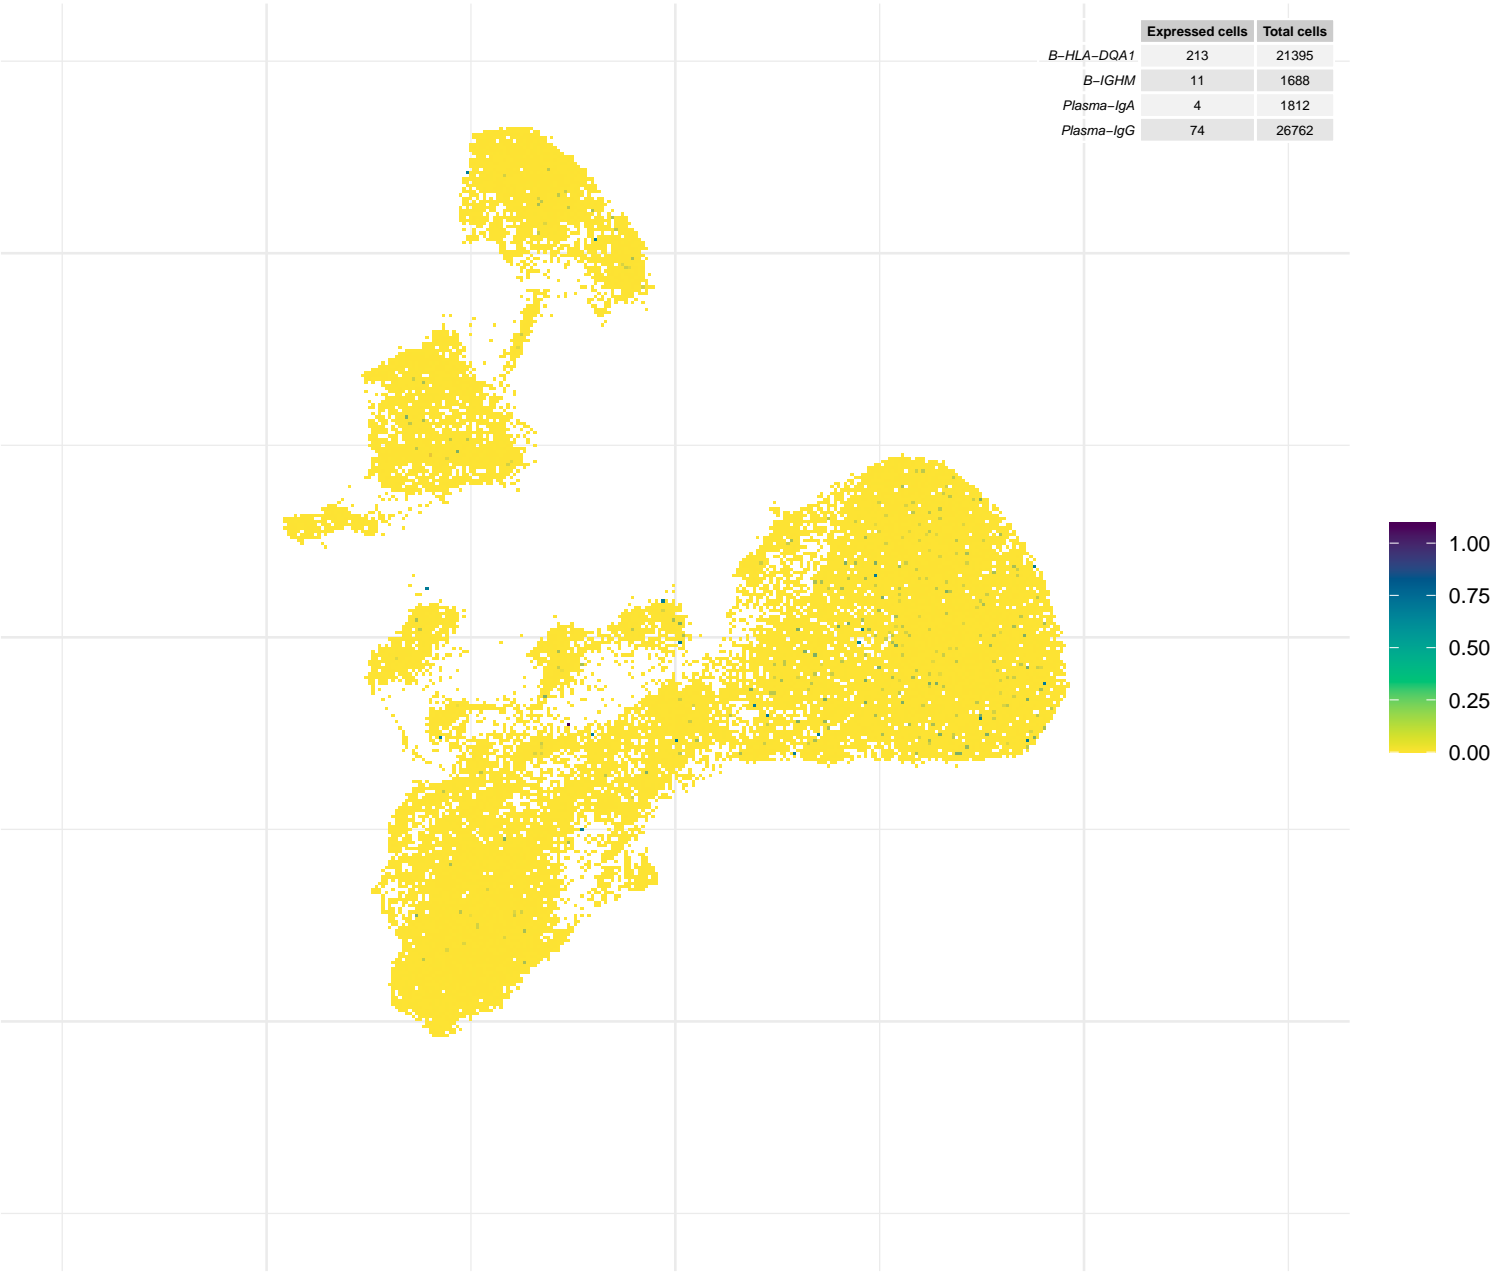 Expressed cells Total cells
B−HLA−DQA1 213 21395
B−IGHM 11 1688
Plasma−IgA 4 1812
Plasma−IgG 74 26762
1.00
0.75
0.50
0.25
0.00